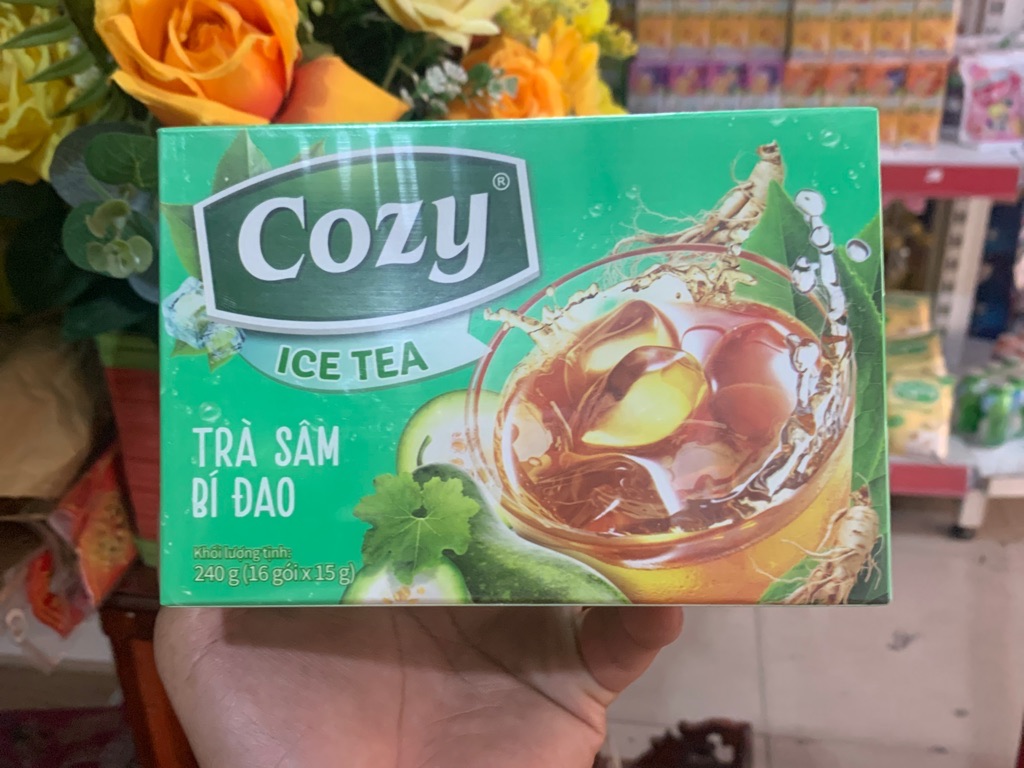 Cozy®
ICE TEA
TRÀ SÂM
BÍ ĐAO
Khối lượng tịnh:
240 g (16 gói x 15 g)